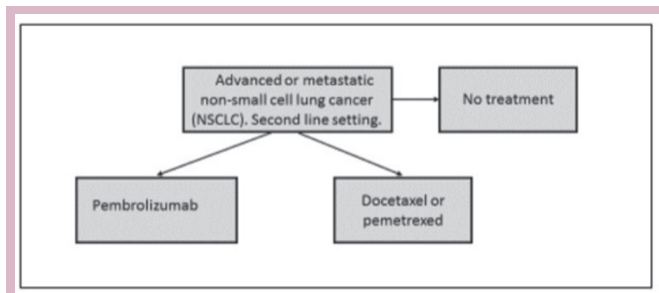 Advanced or metastatic
non-small cell lung cancer
(NSCLC). Second line setting.
No treatment
Pembrolizumab
Docetaxel or
pemetrexed